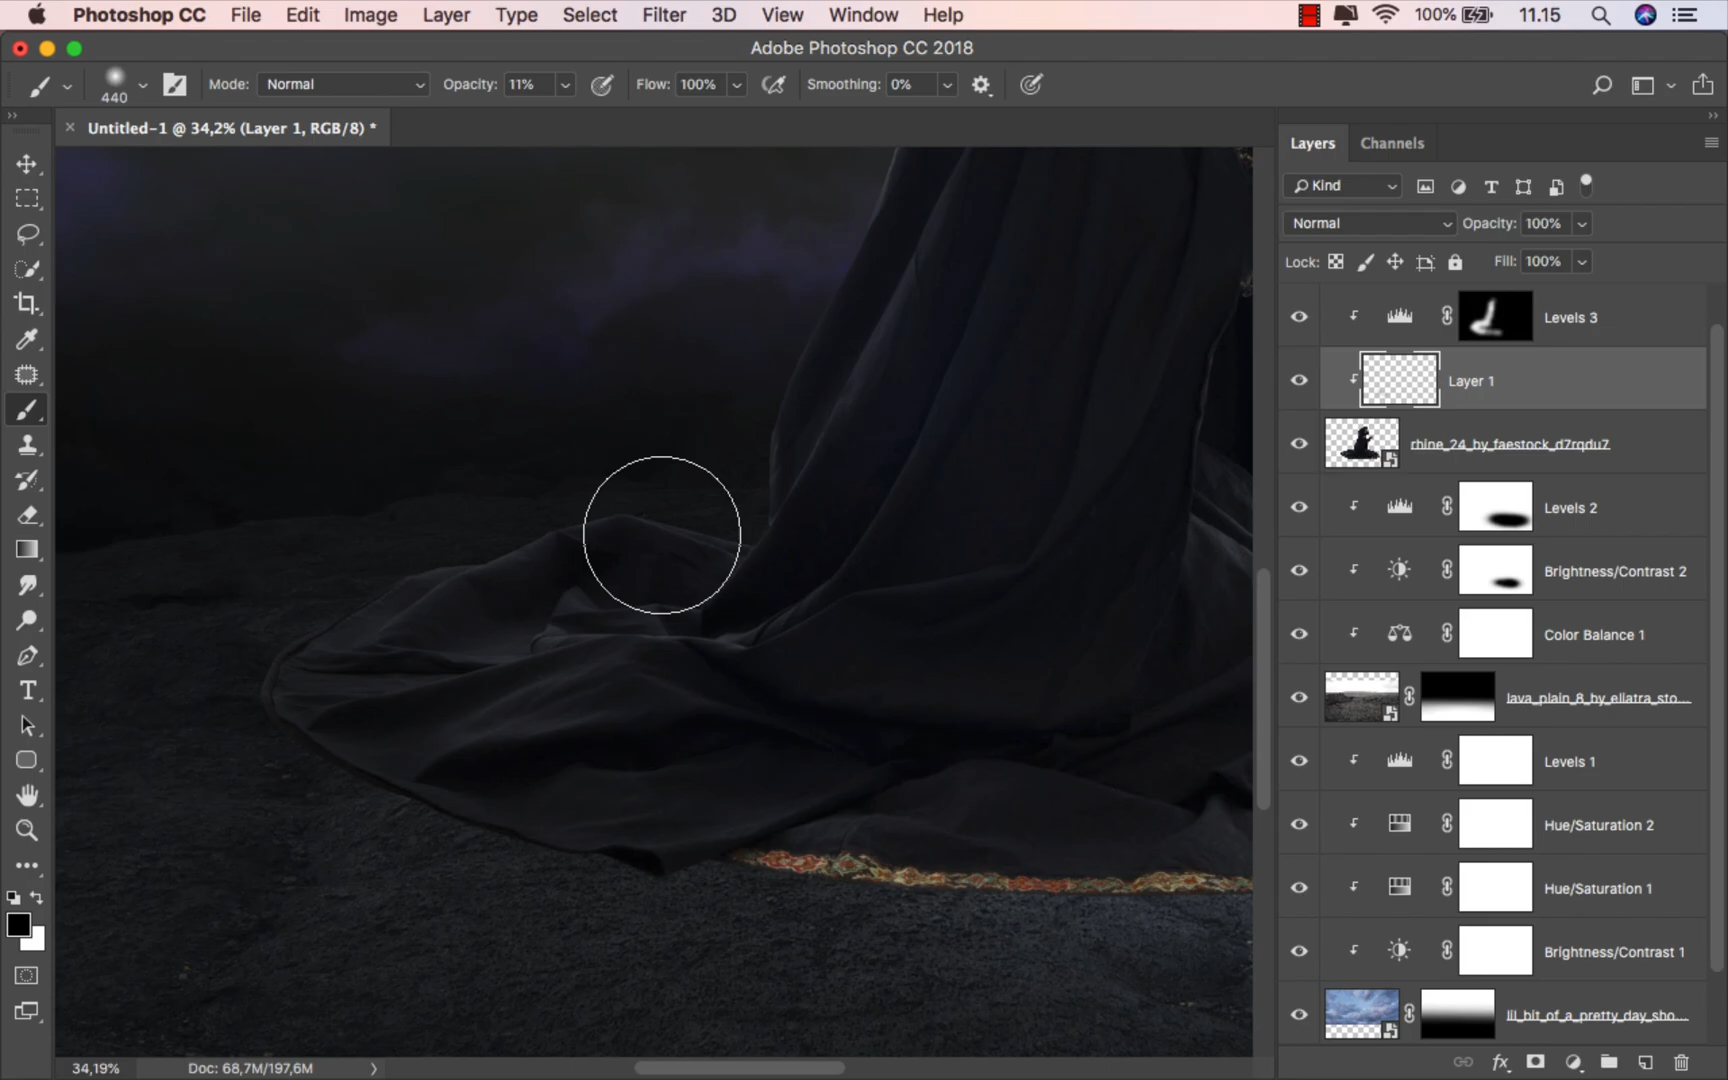 Photoshop CC File Edit Image Layer Type Select Filter 3D View Window Help 100% 11.15
Adobe Photoshop CC 2018
440 Mode: Normal Opacity: 11% Flow: 100% Smoothing: 0%
Untitled-1 @ 34,2% (Layer 1, RGB/8) *
Layers Channels
Kind
Normal Opacity: 100%
Lock: Fill: 100%
Levels 3
Layer 1
rhine_24_by_faestock_d7rqdu7
Levels 2
Brightness/Contrast 2
Color Balance 1
lava_plain_8_by_eliatra_sto...
Levels 1
Hue/Saturation 2
Hue/Saturation 1
Brightness/Contrast 1
lil_bit_of_a_pretty_day_sho...
34,19% Doc: 68,7M/197,6M